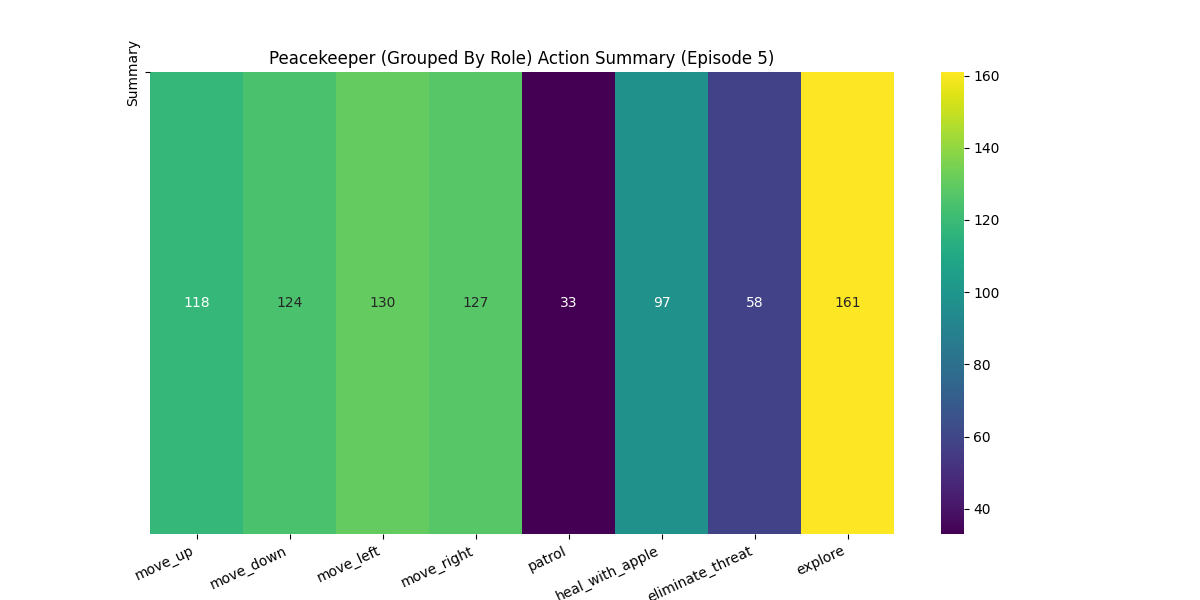 Peacekeeper (Grouped By Role) Action Summary (Episode 5)
Summary
118 124 130 127 33 97 58 161
move_up move_down move_left move_right patrol heal_with_apple eliminate_threat explore
160
140
120
100
80
60
40